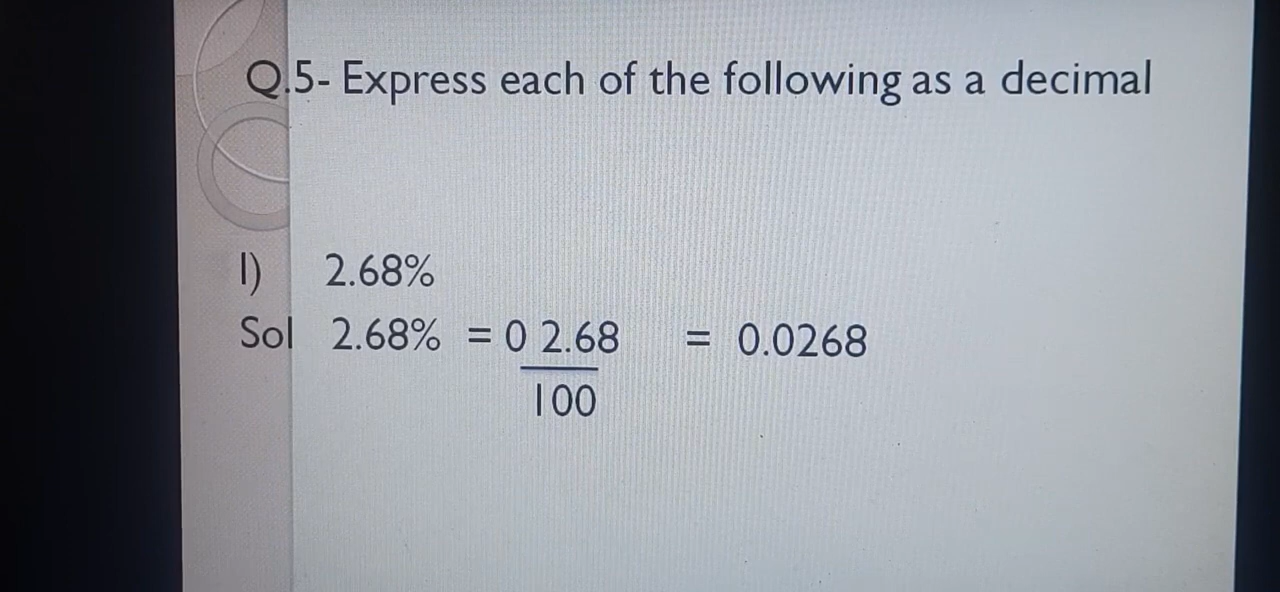 Q.5- Express each of the following as a decimal
I) 2.68%
Sol 2.68% = 0 2.68 = 0.0268
100